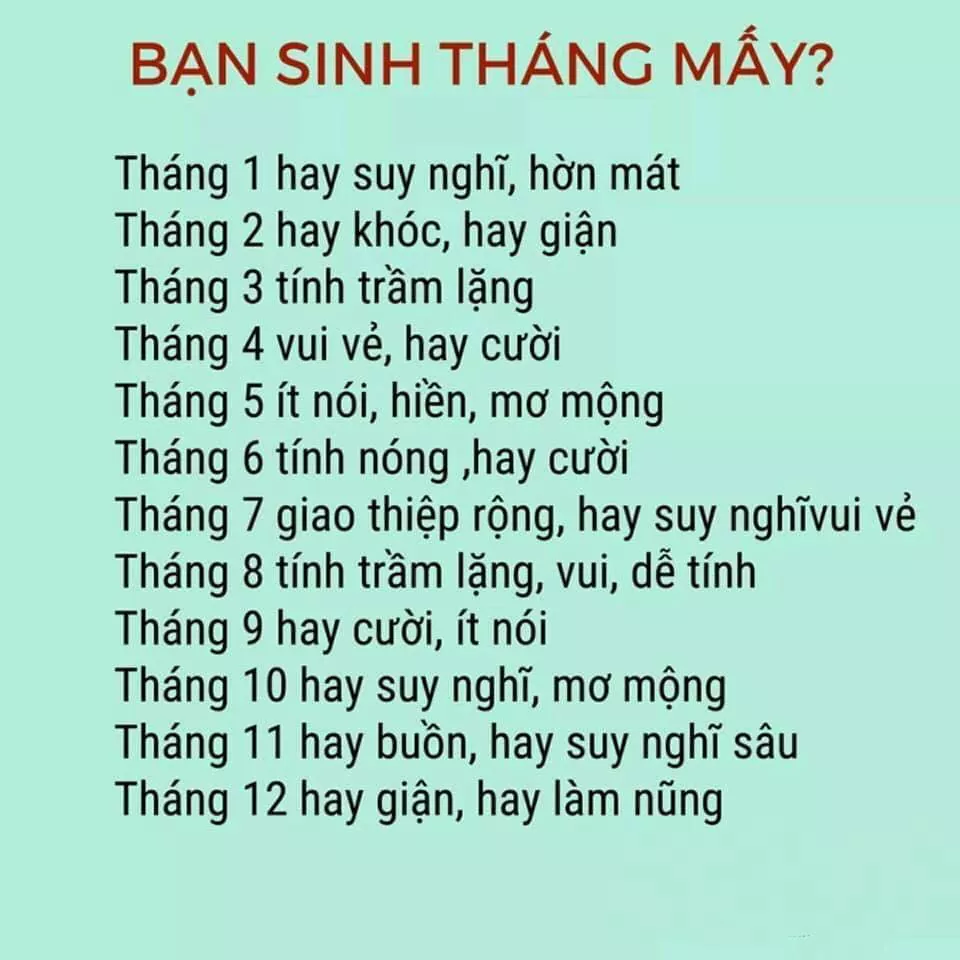 BẠN SINH THÁNG MẤY?
Tháng 1 hay suy nghĩ, hờn mát
Tháng 2 hay khóc, hay giận
Tháng 3 tính trầm lặng
Tháng 4 vui vẻ, hay cười
Tháng 5 ít nói, hiền, mơ mộng
Tháng 6 tính nóng ,hay cười
Tháng 7 giao thiệp rộng, hay suy nghĩvui vẻ
Tháng 8 tính trầm lặng, vui, dễ tính
Tháng 9 hay cười, ít nói
Tháng 10 hay suy nghĩ, mơ mộng
Tháng 11 hay buồn, hay suy nghĩ sâu
Tháng 12 hay giận, hay làm nũng